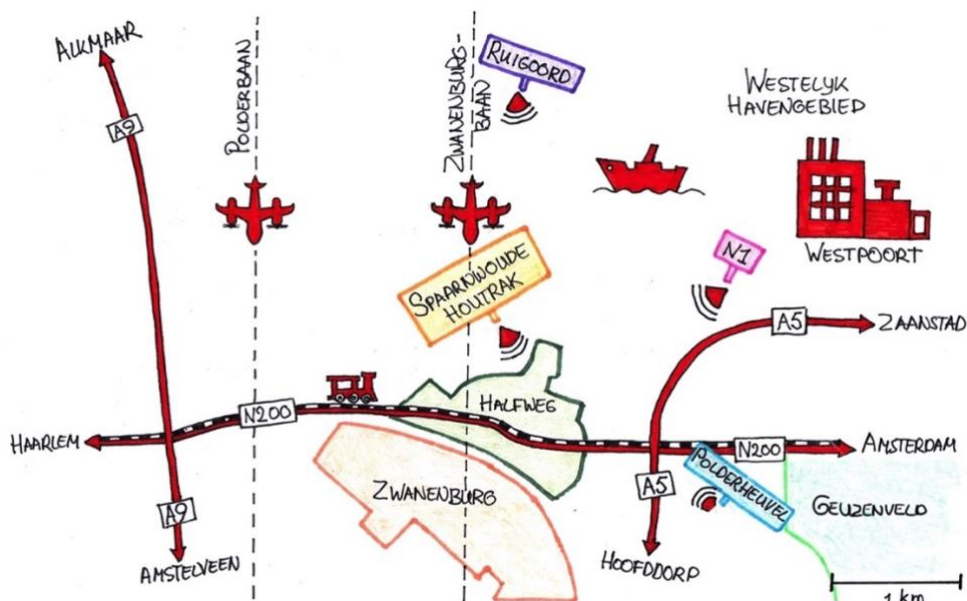 ALKMAAR
A9
POLDERBAAN
ZWANENBURG-
BAAN
RUIGOORD
WESTELYK
HAVENGEBIED
WESTPOORT
N1
SPAARNWOUDE
HOUTRAK
A5
ZAANSTAD
HALFWEG
N200
HAARLEM
N200
AMSTERDAM
POLDERHEUVEL
ZWANENBURG
A5
GEUZENVELD
A9
AMSTELVEEN
HOOFDDORP
1 km